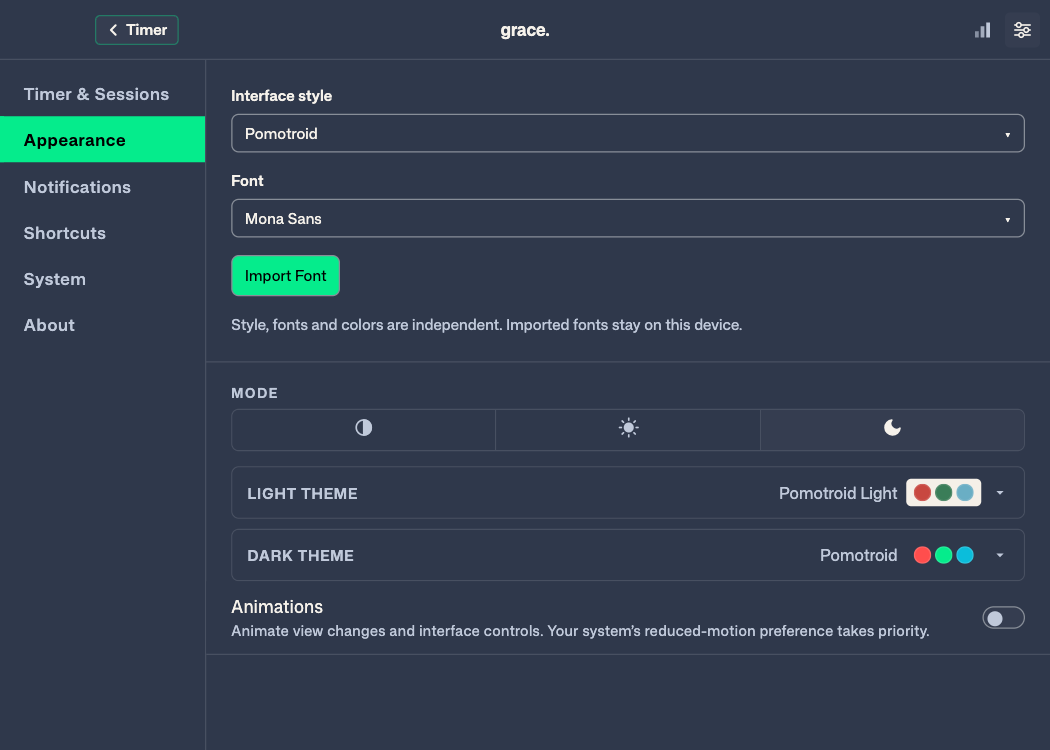 Timer
grace.
Timer & Sessions
Appearance
Notifications
Shortcuts
System
About
Interface style
Pomotroid
Font
Mona Sans
Import Font
Style, fonts and colors are independent. Imported fonts stay on this device.
MODE
LIGHT THEME
Pomotroid Light
DARK THEME
Pomotroid
Animations
Animate view changes and interface controls. Your system’s reduced-motion preference takes priority.